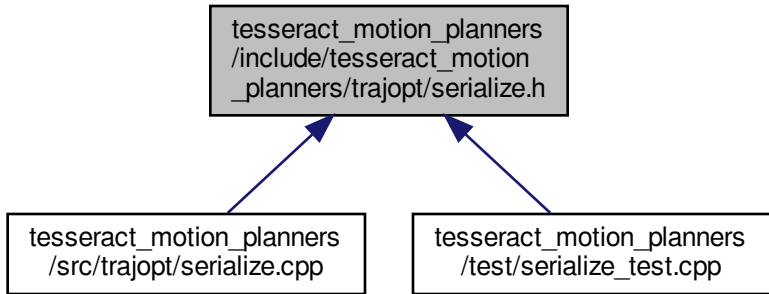 tesseract_motion_planners
/include/tesseract_motion
_planners/trajopt/serialize.h
tesseract_motion_planners
/src/trajopt/serialize.cpp
tesseract_motion_planners
/test/serialize_test.cpp